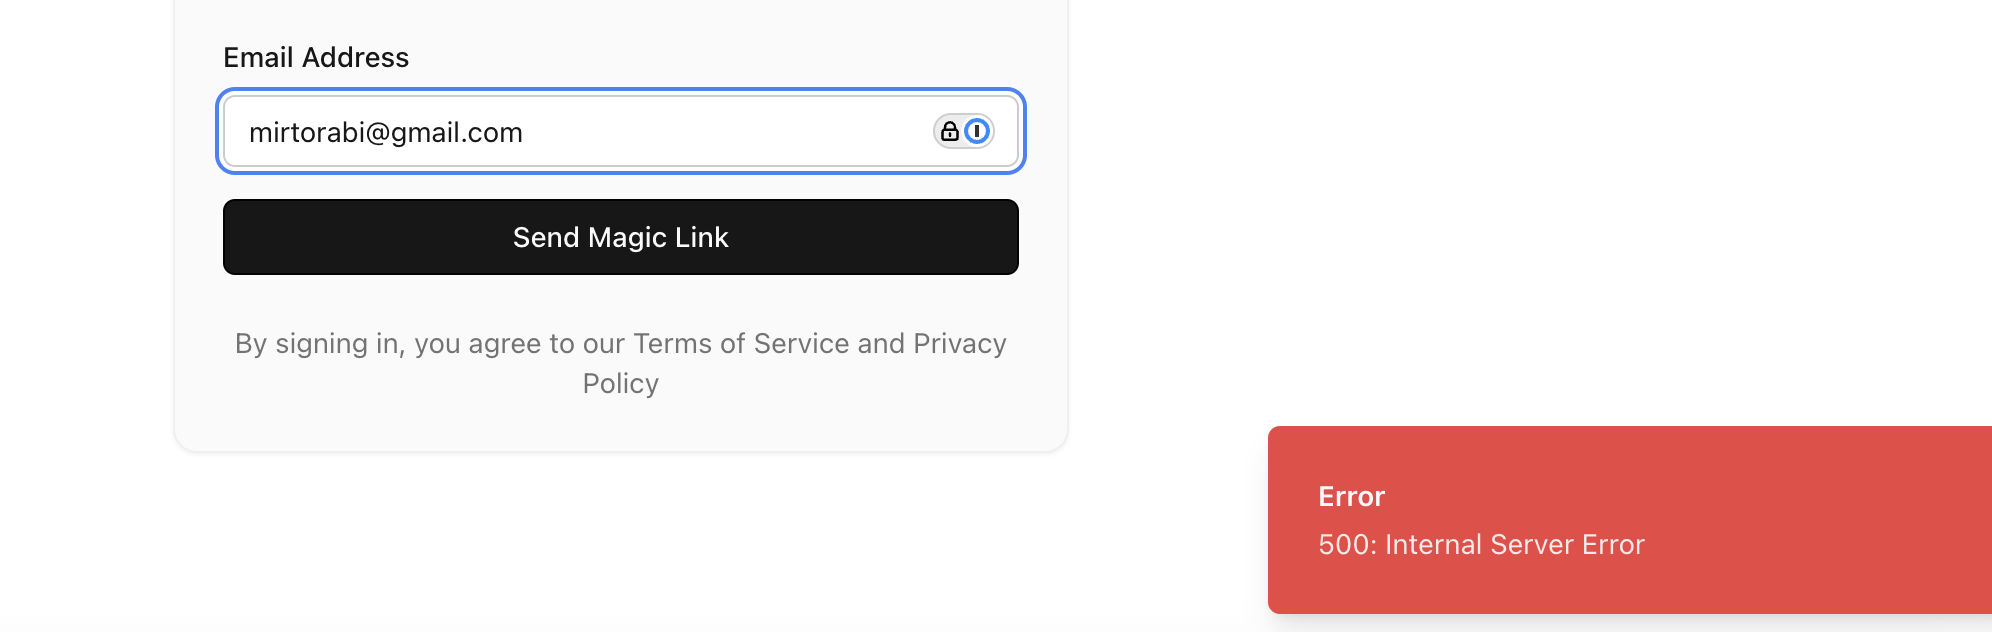 Email Address
mirtorabi@gmail.com
Send Magic Link
By signing in, you agree to our Terms of Service and Privacy
Policy
Error
500: Internal Server Error